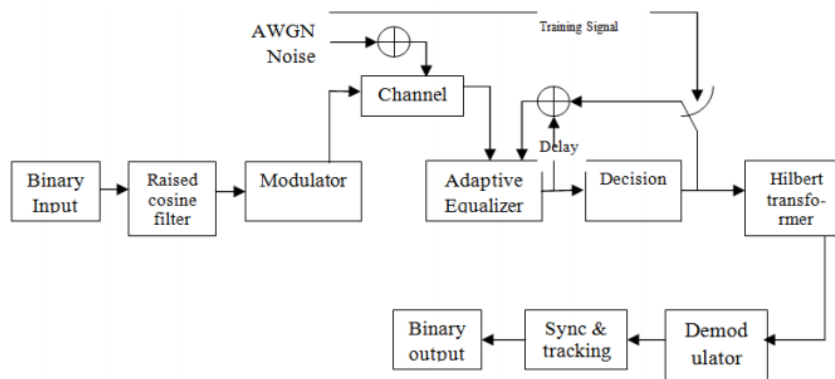 AWGN
Noise
Training Signal
Channel
Delay
Binary
Input
Raised
cosine
filter
Modulator
Adaptive
Equalizer
Decision
Hilbert
transfo-
rmer
Binary
output
Sync &
tracking
Demod
ulator